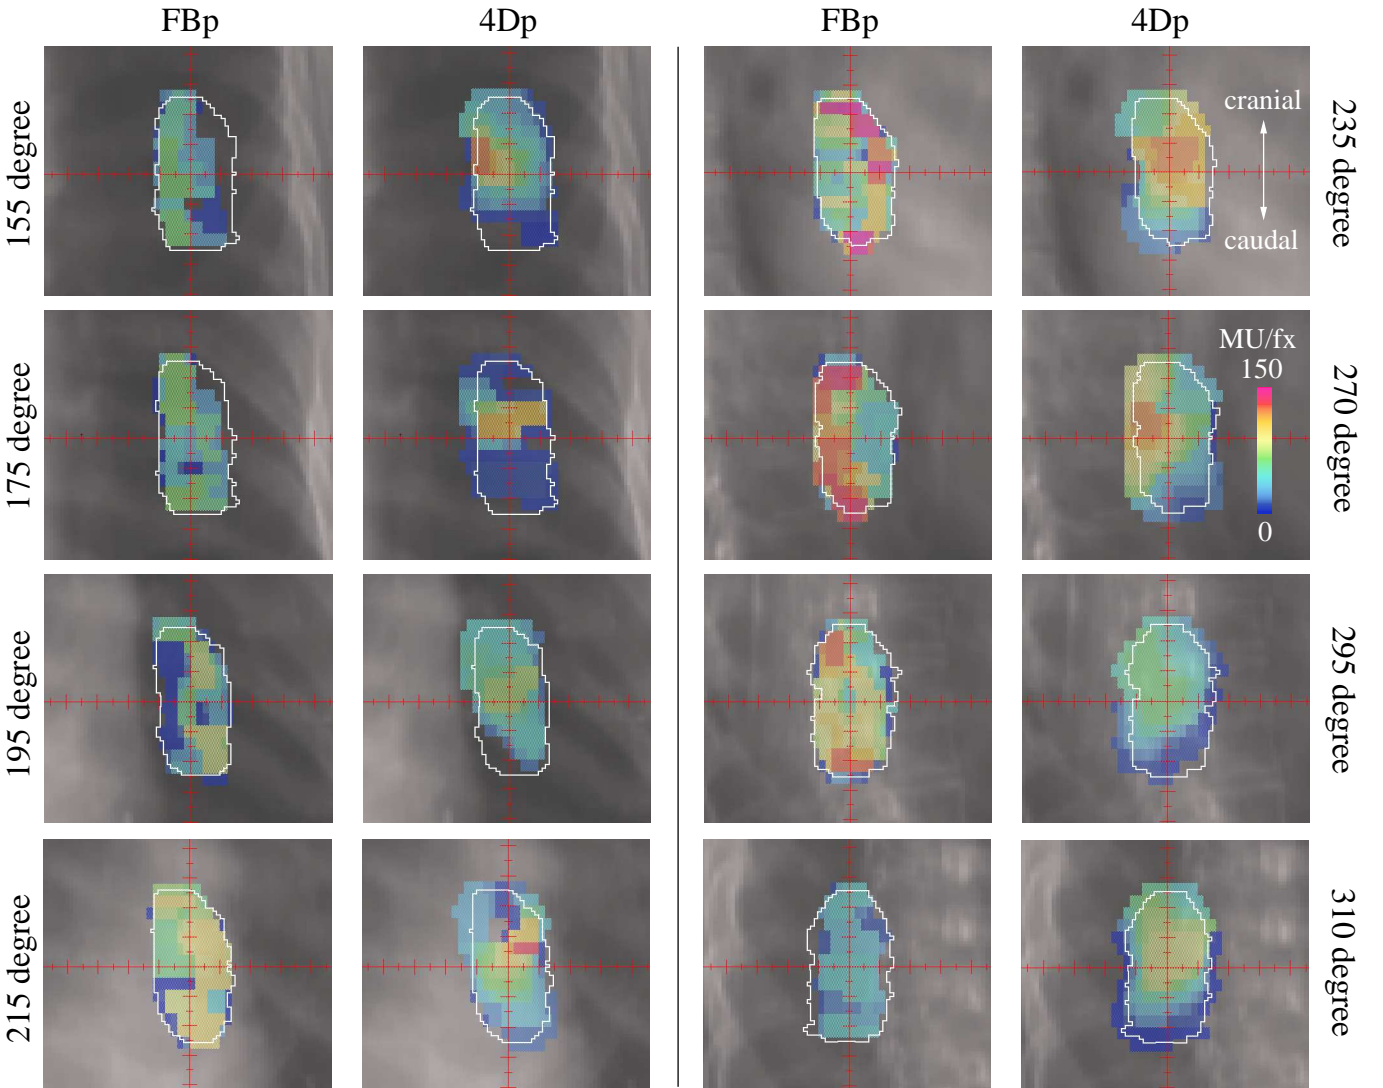 FBp
4Dp
FBp
4Dp
155 degree
235 degree
cranial
caudal
175 degree
270 degree
MU/fx
150
0
195 degree
295 degree
215 degree
310 degree